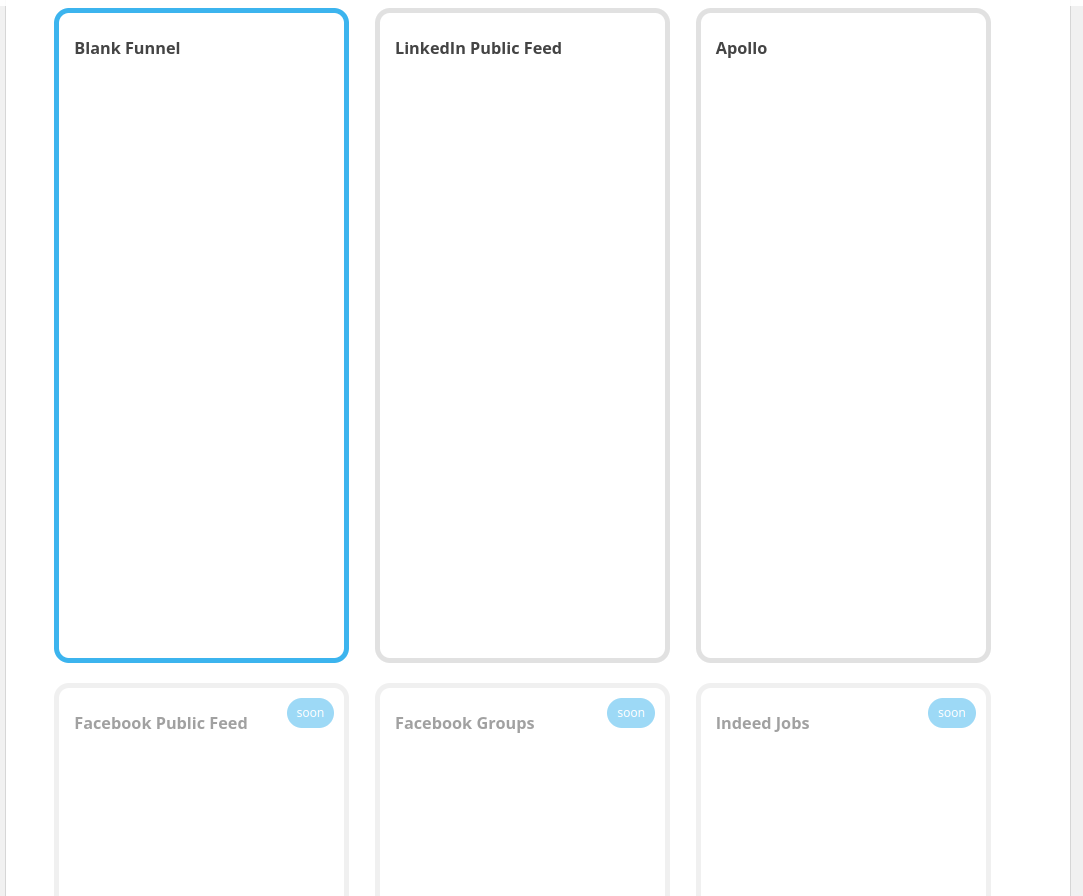 Blank Funnel
LinkedIn Public Feed
Apollo
Facebook Public Feed
soon
Facebook Groups
soon
Indeed Jobs
soon